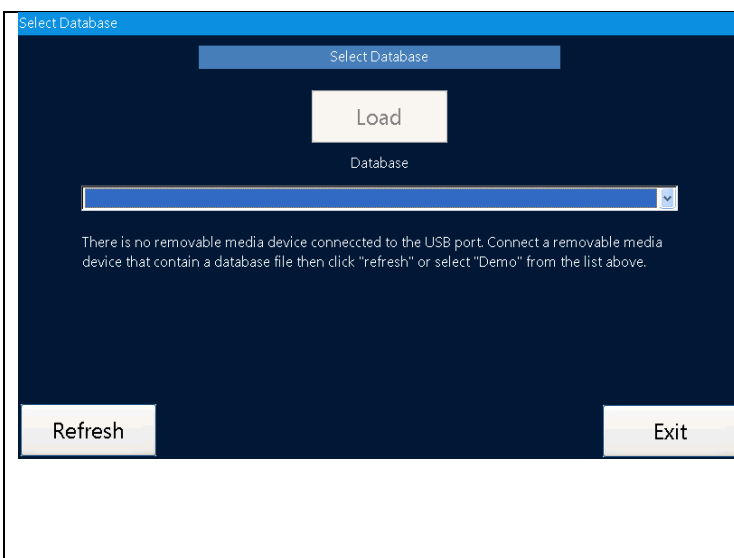 Select Database
Select Database
Load
Database
There is no removable media device conneccted to the USB port. Connect a removable media
device that contain a database file then click "refresh" or select "Demo" from the list above.
Refresh
Exit